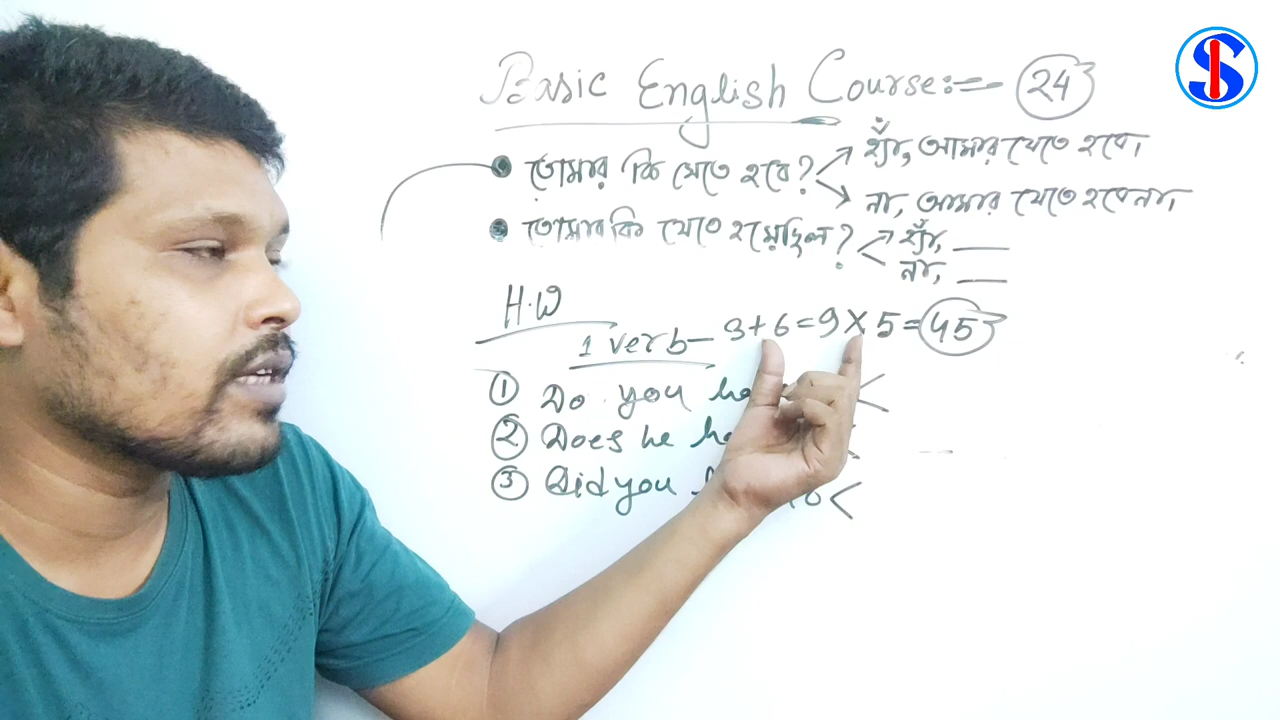 Basic English Course:- 24
তোমার কি যেতে হবে? হ্যাঁ, আমার যেতে হবে।
না, আমার যেতে হবেনা,
তোমার কি যেতে হয়েছিল? হ্যাঁ,
না,
H.W
1 verb- 3+6=9×5=45
① Do you
② Does he
③ Did you